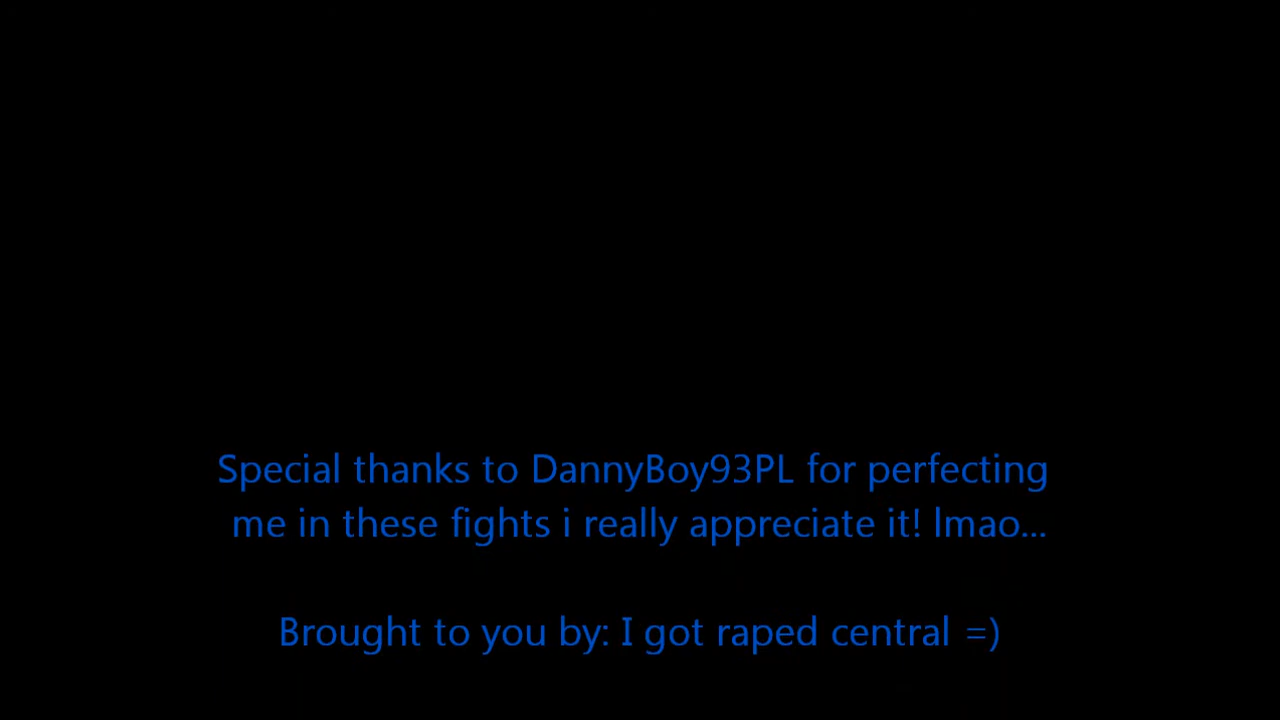 Special thanks to DannyBoy93PL for perfecting
me in these fights i really appreciate it! lmao...
Brought to you by: I got raped central =)